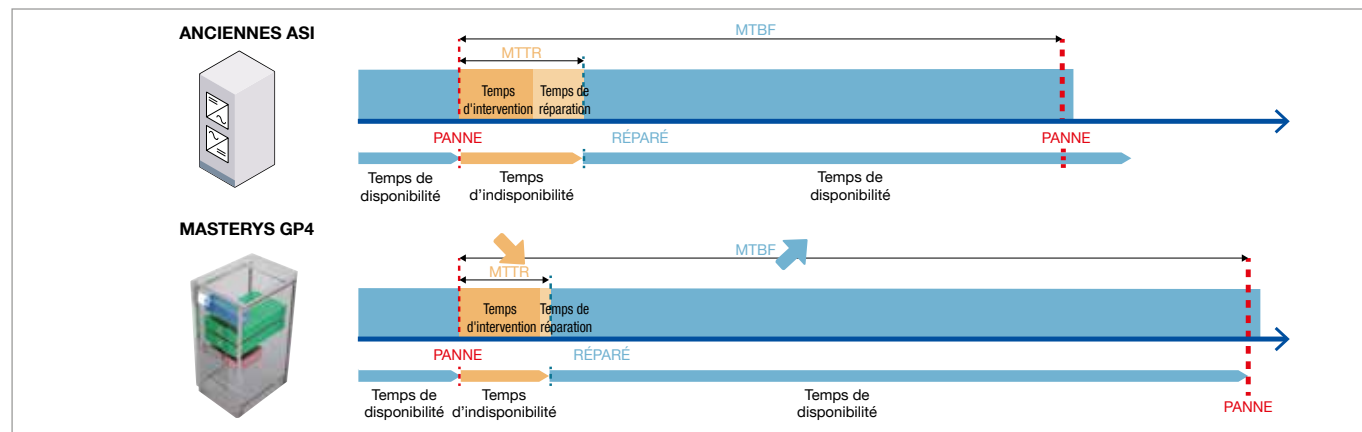 ANCIENNES ASI
MTBF
MTTR
Temps
d'intervention
Temps de
réparation
PANNE
RÉPARÉ
PANNE
Temps de
disponibilité
Temps
d'indisponibilité
Temps de
disponibilité
MASTERYS GP4
MTBF
MTTR
Temps
d'intervention
Temps de
réparation
PANNE
RÉPARÉ
Temps de
disponibilité
Temps
d'indisponibilité
Temps de
disponibilité
PANNE